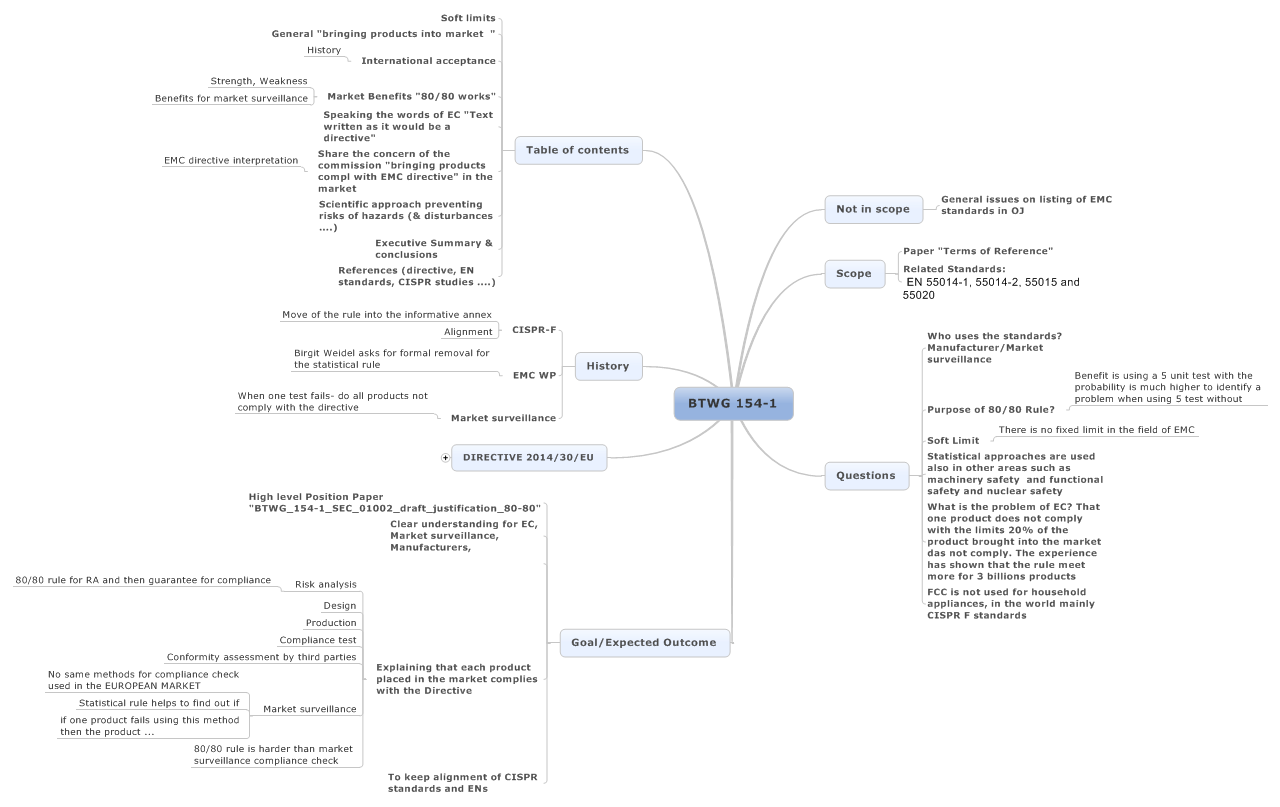 BTWG 154-1
Table of contents
Soft limits
General "bringing products into market  "
International acceptance
History
Market Benefits "80/80 works"
Strength, Weakness
Benefits for market surveillance
Speaking the words of EC "Text
written as it would be a
directive"
Share the concern of the
commission "bringing products
compl with EMC directive" in the
market
EMC directive interpretation
Scientific approach preventing
risks of hazards (& disturbances
....)
Executive Summary &
conclusions
References (directive, EN
standards, CISPR studies ....)
History
CISPR-F
Move of the rule into the informative annex
Alignment
EMC WP
Birgit Weidel asks for formal removal for
the statistical rule
Market surveillance
When one test fails- do all products not
comply with the directive
DIRECTIVE 2014/30/EU
Goal/Expected Outcome
High level Position Paper
"BTWG_154-1_SEC_01002_draft_justification_80-80"
Clear understanding for EC,
Market surveillance,
Manufacturers,
Explaining that each product
placed in the market complies
with the Directive
Risk analysis
80/80 rule for RA and then guarantee for compliance
Design
Production
Compliance test
Conformity assessment by third parties
Market surveillance
No same methods for compliance check
used in the EUROPEAN MARKET
Statistical rule helps to find out if
if one product fails using this method
then the product ...
80/80 rule is harder than market
surveillance compliance check
To keep alignment of CISPR
standards and ENs
Not in scope
General issues on listing of EMC
standards in OJ
Scope
Paper "Terms of Reference"
Related Standards:
EN 55014-1, 55014-2, 55015 and
55020
Questions
Who uses the standards?
Manufacturer/Market
surveillance
Purpose of 80/80 Rule?
Benefit is using a 5 unit test with the
probability is much higher to identify a
problem when using 5 test without
Soft Limit
There is no fixed limit in the field of EMC
Statistical approaches are used
also in other areas such as
machinery safety  and functional
safety and nuclear safety
What is the problem of EC? That
one product does not comply
with the limits 20% of the
product brought into the market
das not comply. The experience
has shown that the rule meet
more for 3 billions products
FCC is not used for household
appliances, in the world mainly
CISPR F standards